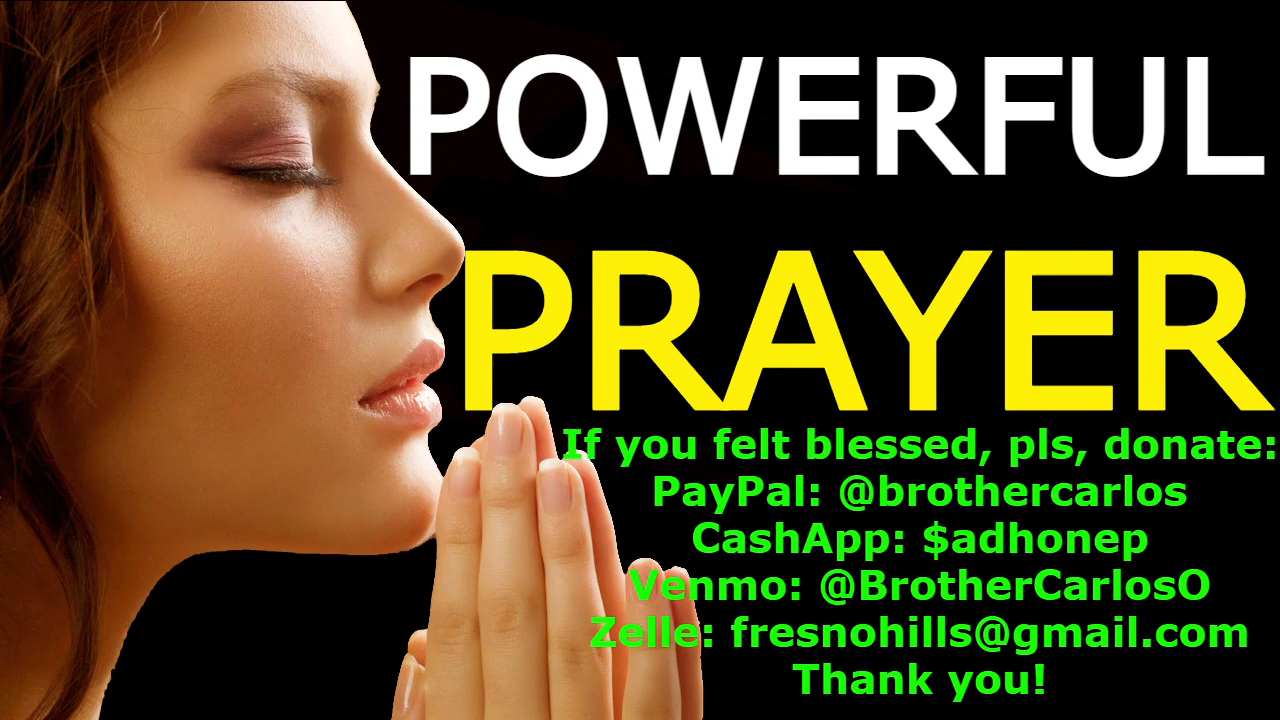 POWERFUL
PRAYER
If you felt blessed, pls, donate:
PayPal: @brothercarlos
CashApp: $adhonep
Venmo: @BrotherCarlosO
Zelle: fresnohills@gmail.com
Thank you!